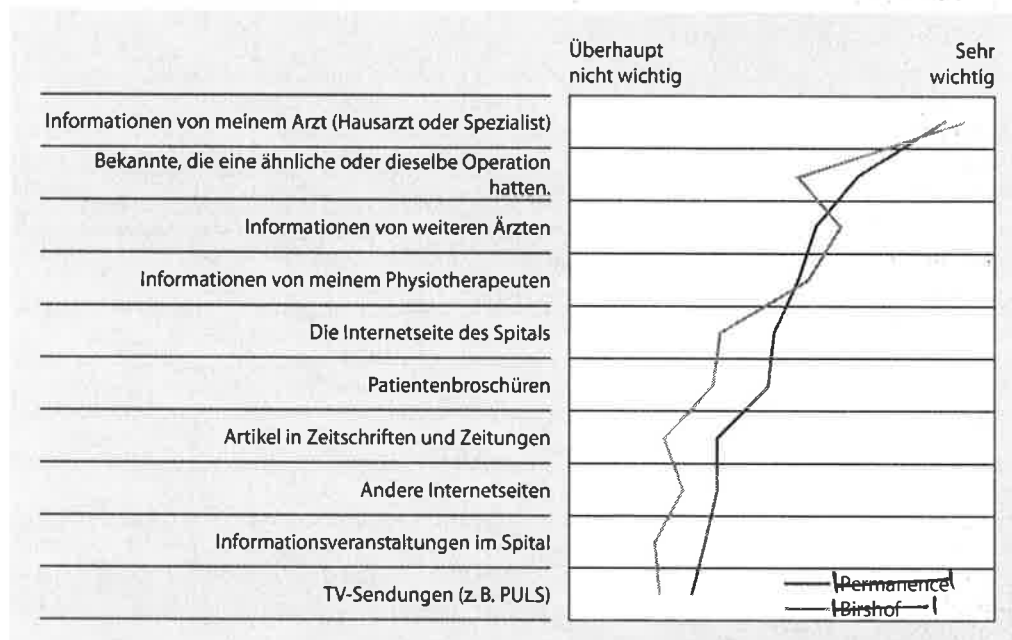 Überhaupt nicht wichtig
Sehr wichtig
Informationen von meinem Arzt (Hausarzt oder Spezialist)
Bekannte, die eine ähnliche oder dieselbe Operation
hatten.
Informationen von weiteren Ärzten
Informationen von meinem Physiotherapeuten
Die Internetseite des Spitals
Patientenbroschüren
Artikel in Zeitschriften und Zeitungen
Andere Internetseiten
Informationsveranstaltungen im Spital
TV-Sendungen (z. B. PULS)
Permanence
Birshof